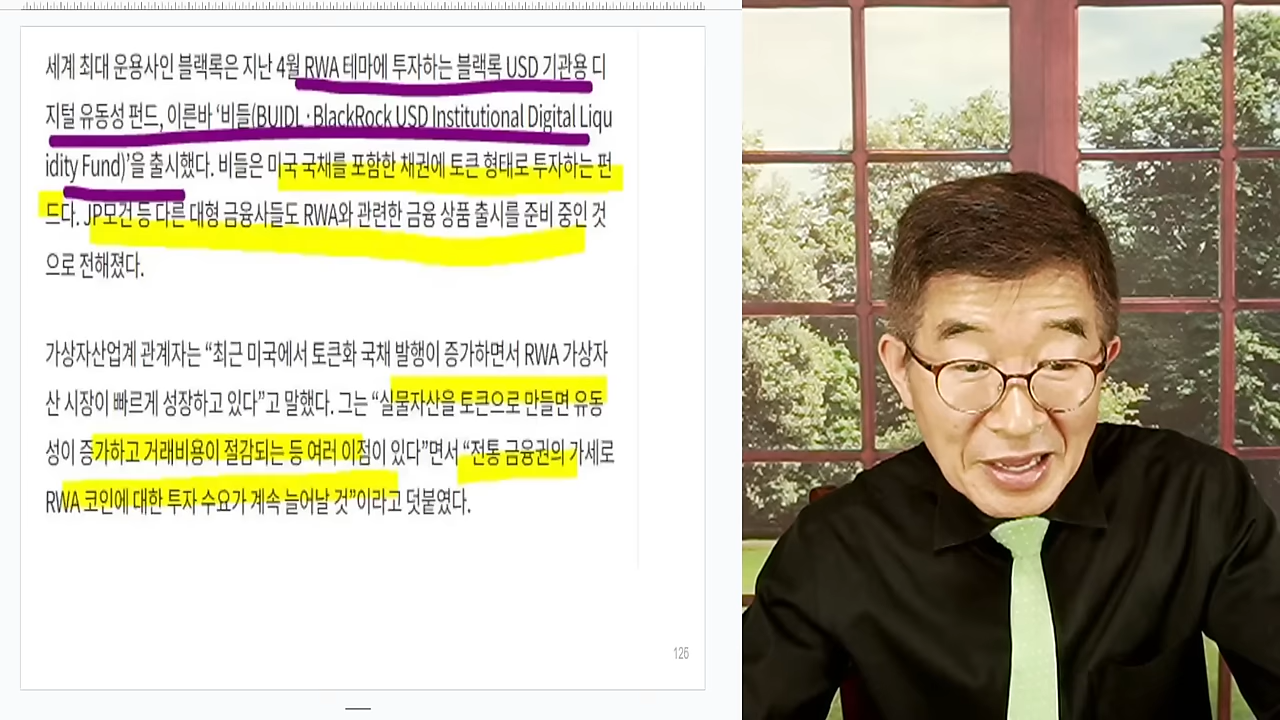 세계 최대 운용사인 블랙록은 지난 4월 RWA 테마에 투자하는 블랙록 USD 기관용 디
지털 유동성 펀드, 이른바 ‘비들(BUIDL · BlackRock USD Institutional Digital Liqu
idity Fund)’을 출시했다. 비들은 미국 국채를 포함한 채권에 토큰 형태로 투자하는 펀
드다. JP모건 등 다른 대형 금융사들도 RWA와 관련한 금융 상품 출시를 준비 중인 것
으로 전해졌다.
가상자산업계 관계자는 “최근 미국에서 토큰화 국채 발행이 증가하면서 RWA 가상자
산 시장이 빠르게 성장하고 있다”고 말했다. 그는 “실물자산을 토큰으로 만들면 유동
성이 증가하고 거래비용이 절감되는 등 여러 이점이 있다”면서 “전통 금융권의 가세로
RWA 코인에 대한 투자 수요가 계속 늘어날 것”이라고 덧붙였다.
126